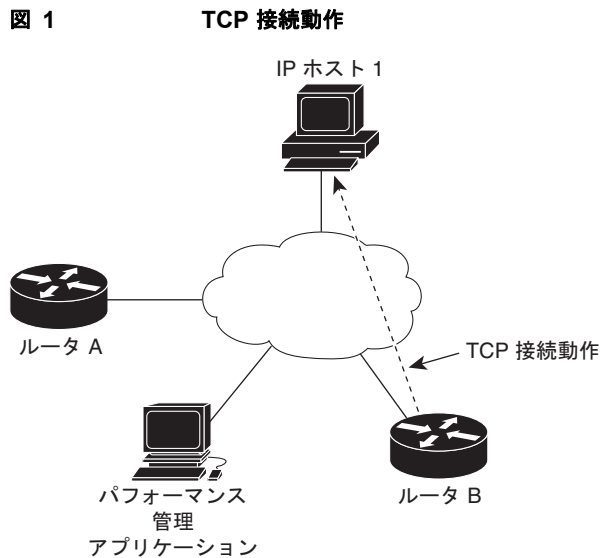 図 1 TCP 接続動作
IP ホスト 1
ルータ A
TCP 接続動作
パフォーマンス
管理
アプリケーション
ルータ B